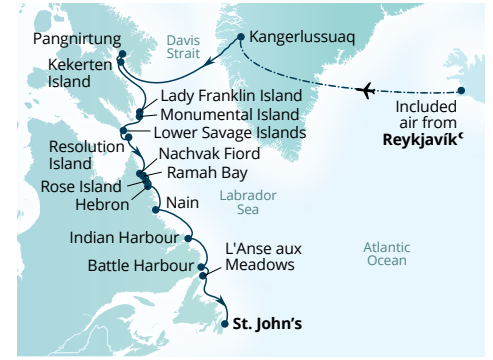 Pangnirtung
Kekerten
Island
Davis
Strait
Kangerlussuaq
Lady Franklin Island
Monumental Island
Lower Savage Islands
Included
air from
Reykjavík꜀
Resolution
Island
Nachvak Fiord
Ramah Bay
Rose Island
Hebron
Nain
Labrador
Sea
Indian Harbour
L'Anse aux
Meadows
Battle Harbour
Atlantic
Ocean
St. John's